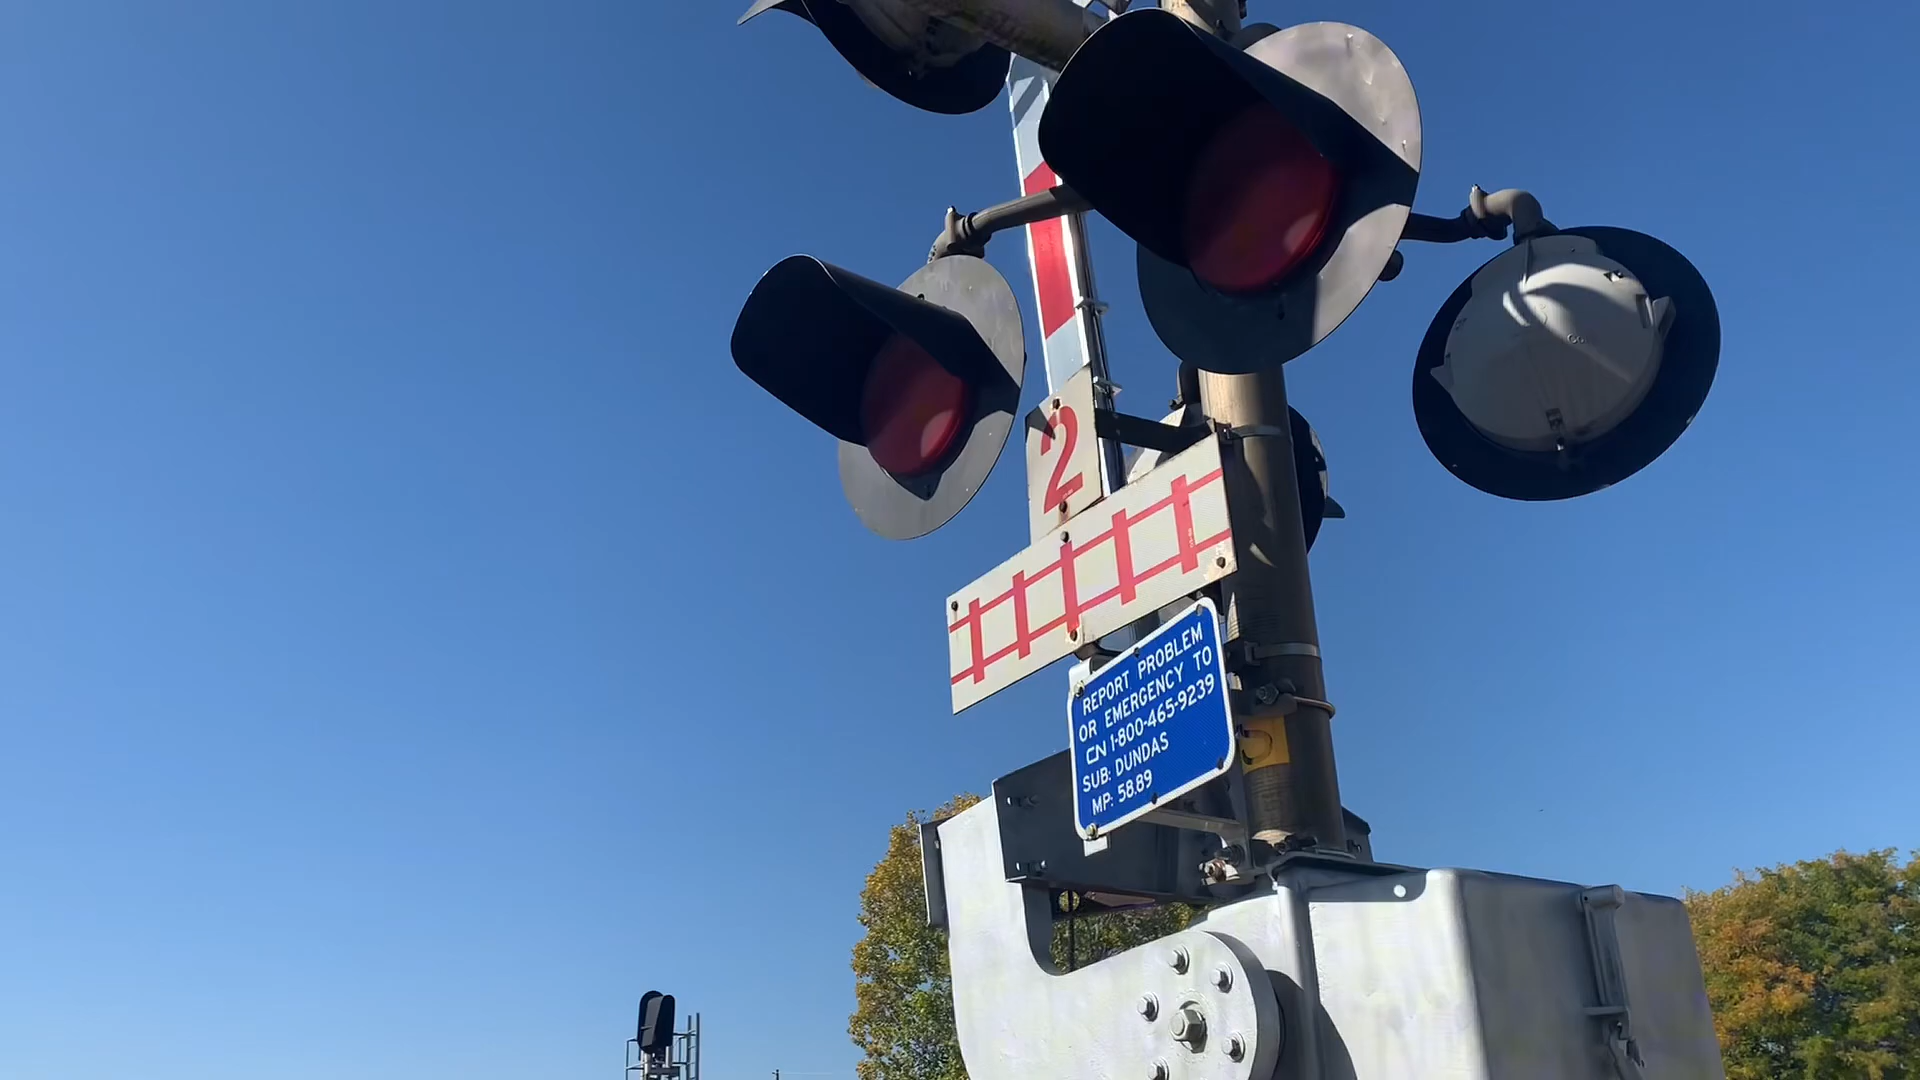 2
REPORT PROBLEM
OR EMERGENCY TO
CN 1-800-465-9239
SUB: DUNDAS
MP: 58.89